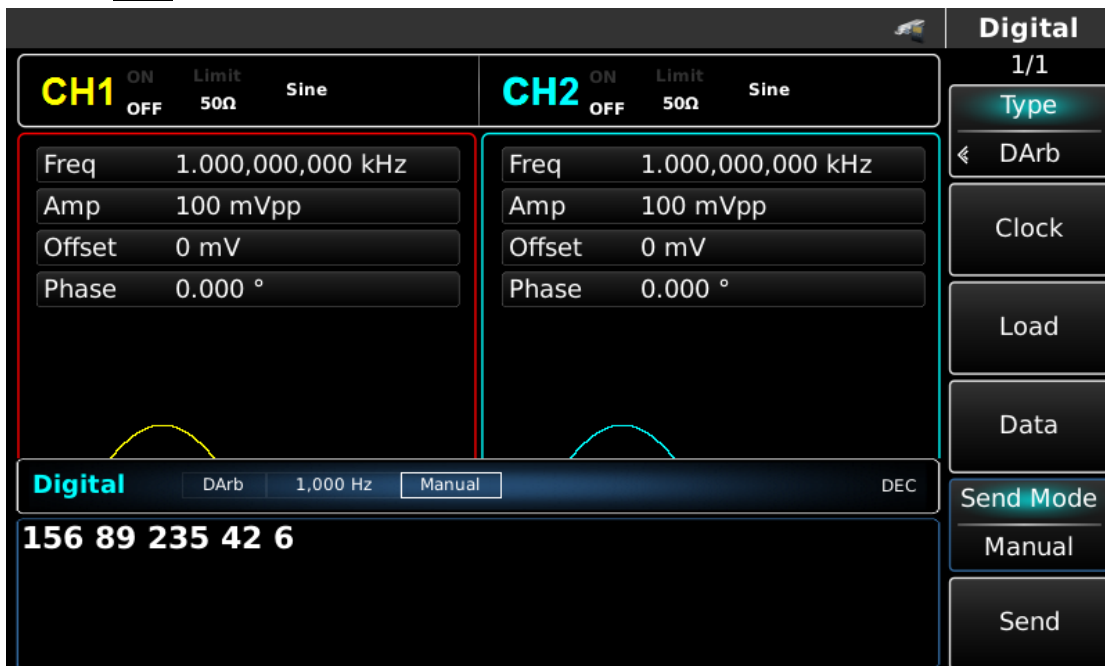 Digital
1/1
CH1 ON OFF Limit 50Ω Sine
CH2 ON OFF Limit 50Ω Sine
Type
DArb
Freq 1.000,000,000 kHz
Amp 100 mVpp
Offset 0 mV
Phase 0.000 °
Freq 1.000,000,000 kHz
Amp 100 mVpp
Offset 0 mV
Phase 0.000 °
Clock
Load
Data
Digital DArb 1,000 Hz Manual DEC
156 89 235 42 6
Send Mode
Manual
Send